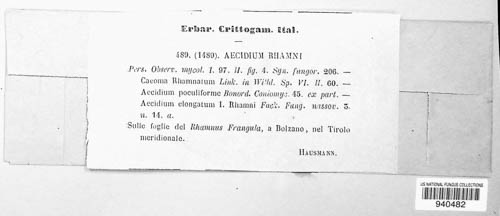 Erbar. Crittogam. Ital.
489. (1489). AECIDIUM RHAMNI
Pers. Observ. mycol. I. 97. II. fig. 4. Syn. fungor. 206. —
Caeoma Rhamnatum Link. in Willd. Sp. VI. II. 60. —
Aecidium poculiforme Bonord. Coniomyc. 45. ex part. —
Aecidium elongatum I. Rhamni Fuck. Fung. nassov. 3.
n. 14. a.
Sulle foglie del Rhamnus Frangula, a Bolzano, nel Tirolo
meridionale.
HAUSMANN.
US NATIONAL FUNGUS COLLECTIONS
940482